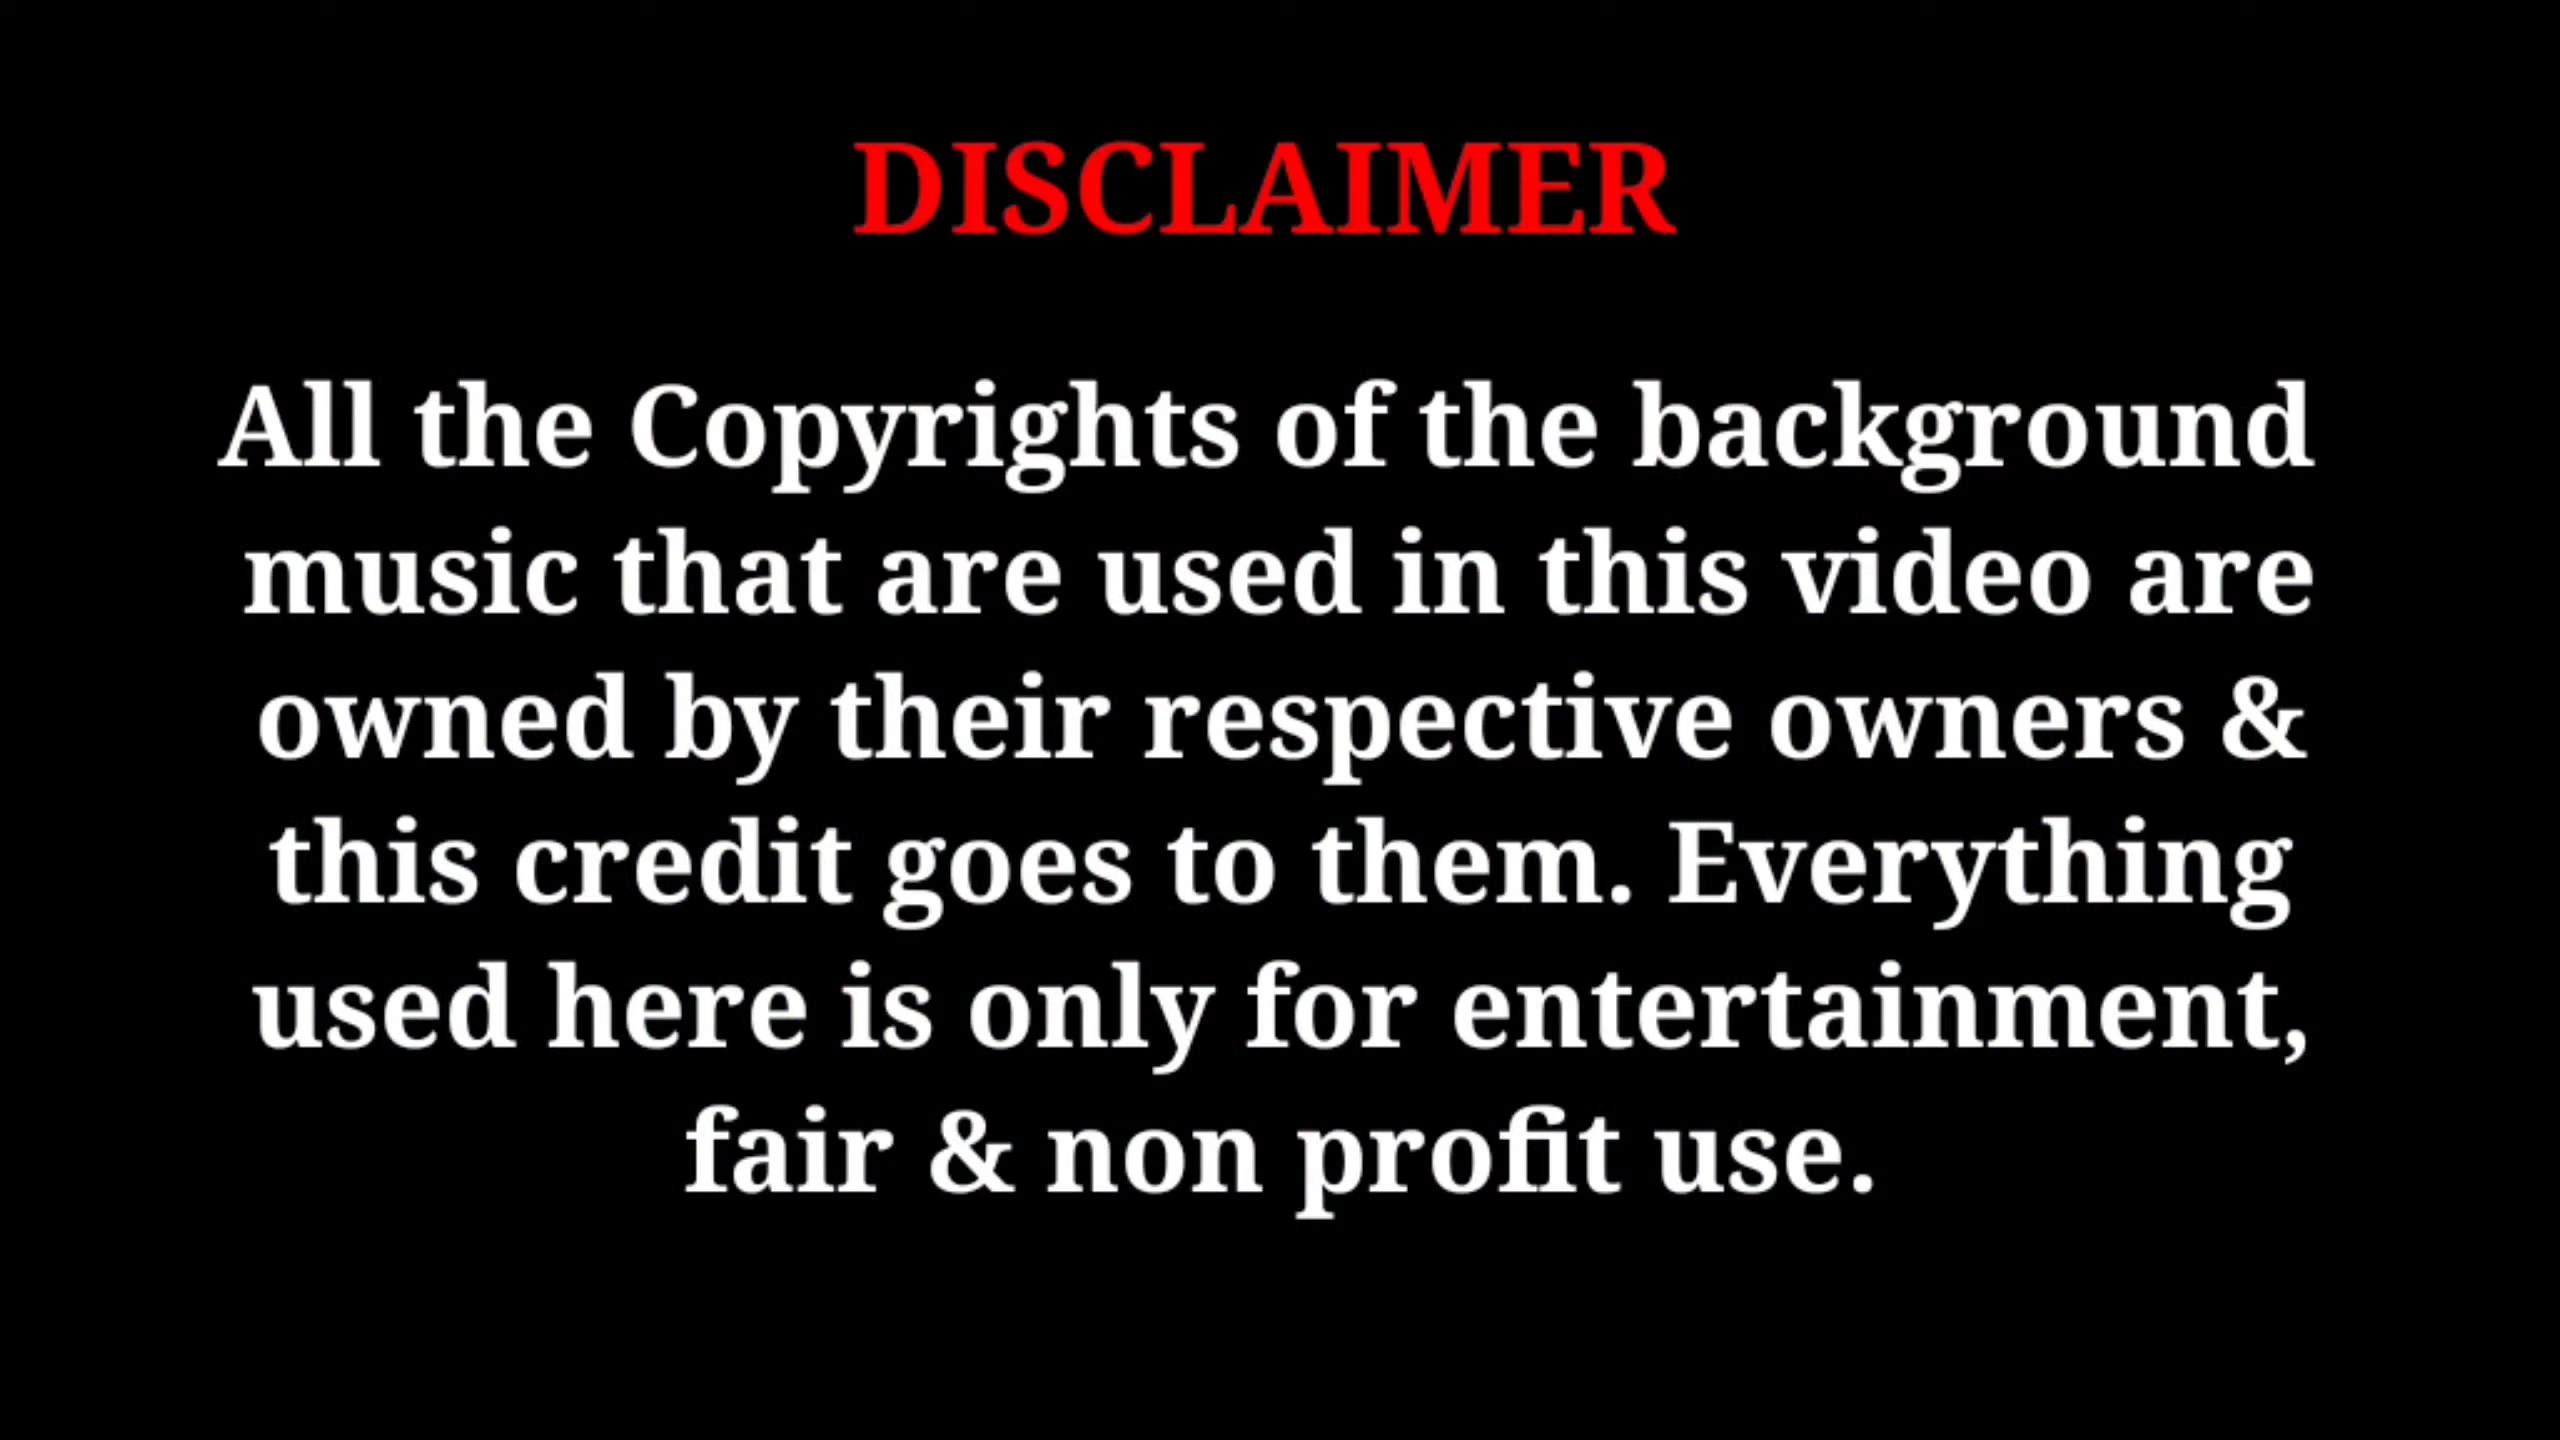 DISCLAIMER
All the Copyrights of the background
music that are used in this video are
owned by their respective owners &
this credit goes to them. Everything
used here is only for entertainment,
fair & non profit use.